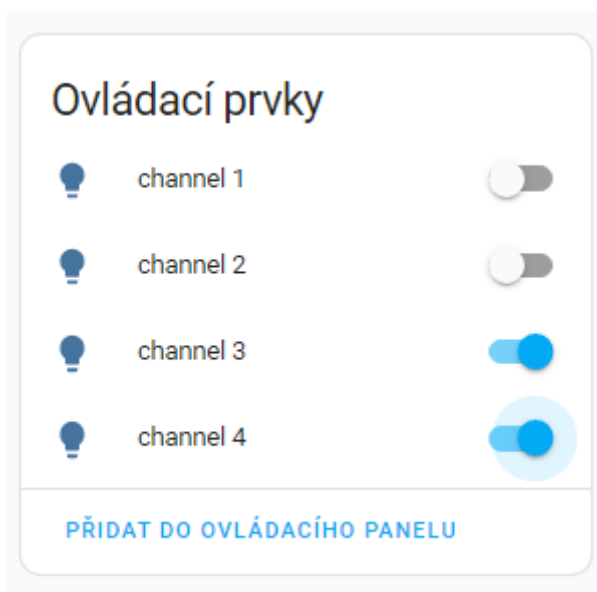 Ovládací prvky
channel 1
channel 2
channel 3
channel 4
PŘIDAT DO OVLÁDACÍHO PANELU